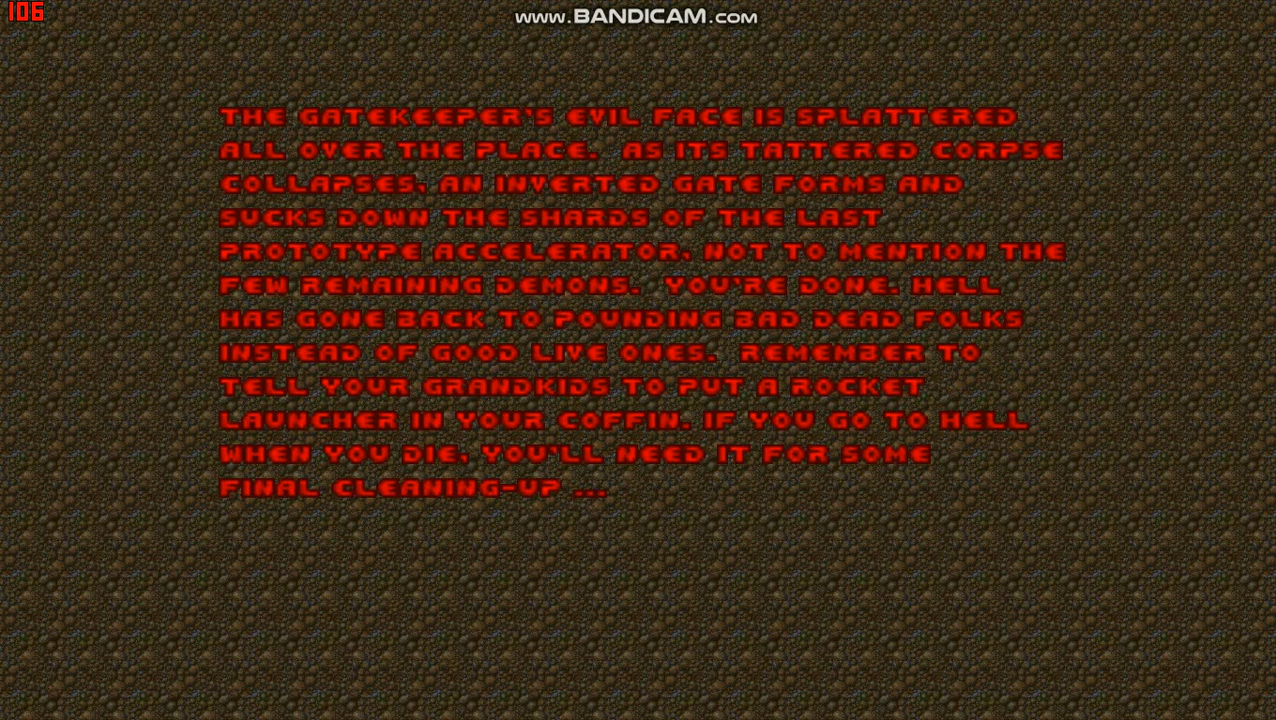 106
www.BANDICAM.com
THE GATEKEEPER'S EVIL FACE IS SPLATTERED
ALL OVER THE PLACE.  AS ITS TATTERED CORPSE
COLLAPSES, AN INVERTED GATE FORMS AND
SUCKS DOWN THE SHARDS OF THE LAST
PROTOTYPE ACCELERATOR, NOT TO MENTION THE
FEW REMAINING DEMONS.  YOU'RE DONE. HELL
HAS GONE BACK TO POUNDING BAD DEAD FOLKS
INSTEAD OF GOOD LIVE ONES.  REMEMBER TO
TELL YOUR GRANDKIDS TO PUT A ROCKET
LAUNCHER IN YOUR COFFIN. IF YOU GO TO HELL
WHEN YOU DIE, YOU'LL NEED IT FOR SOME
FINAL CLEANING-UP ...